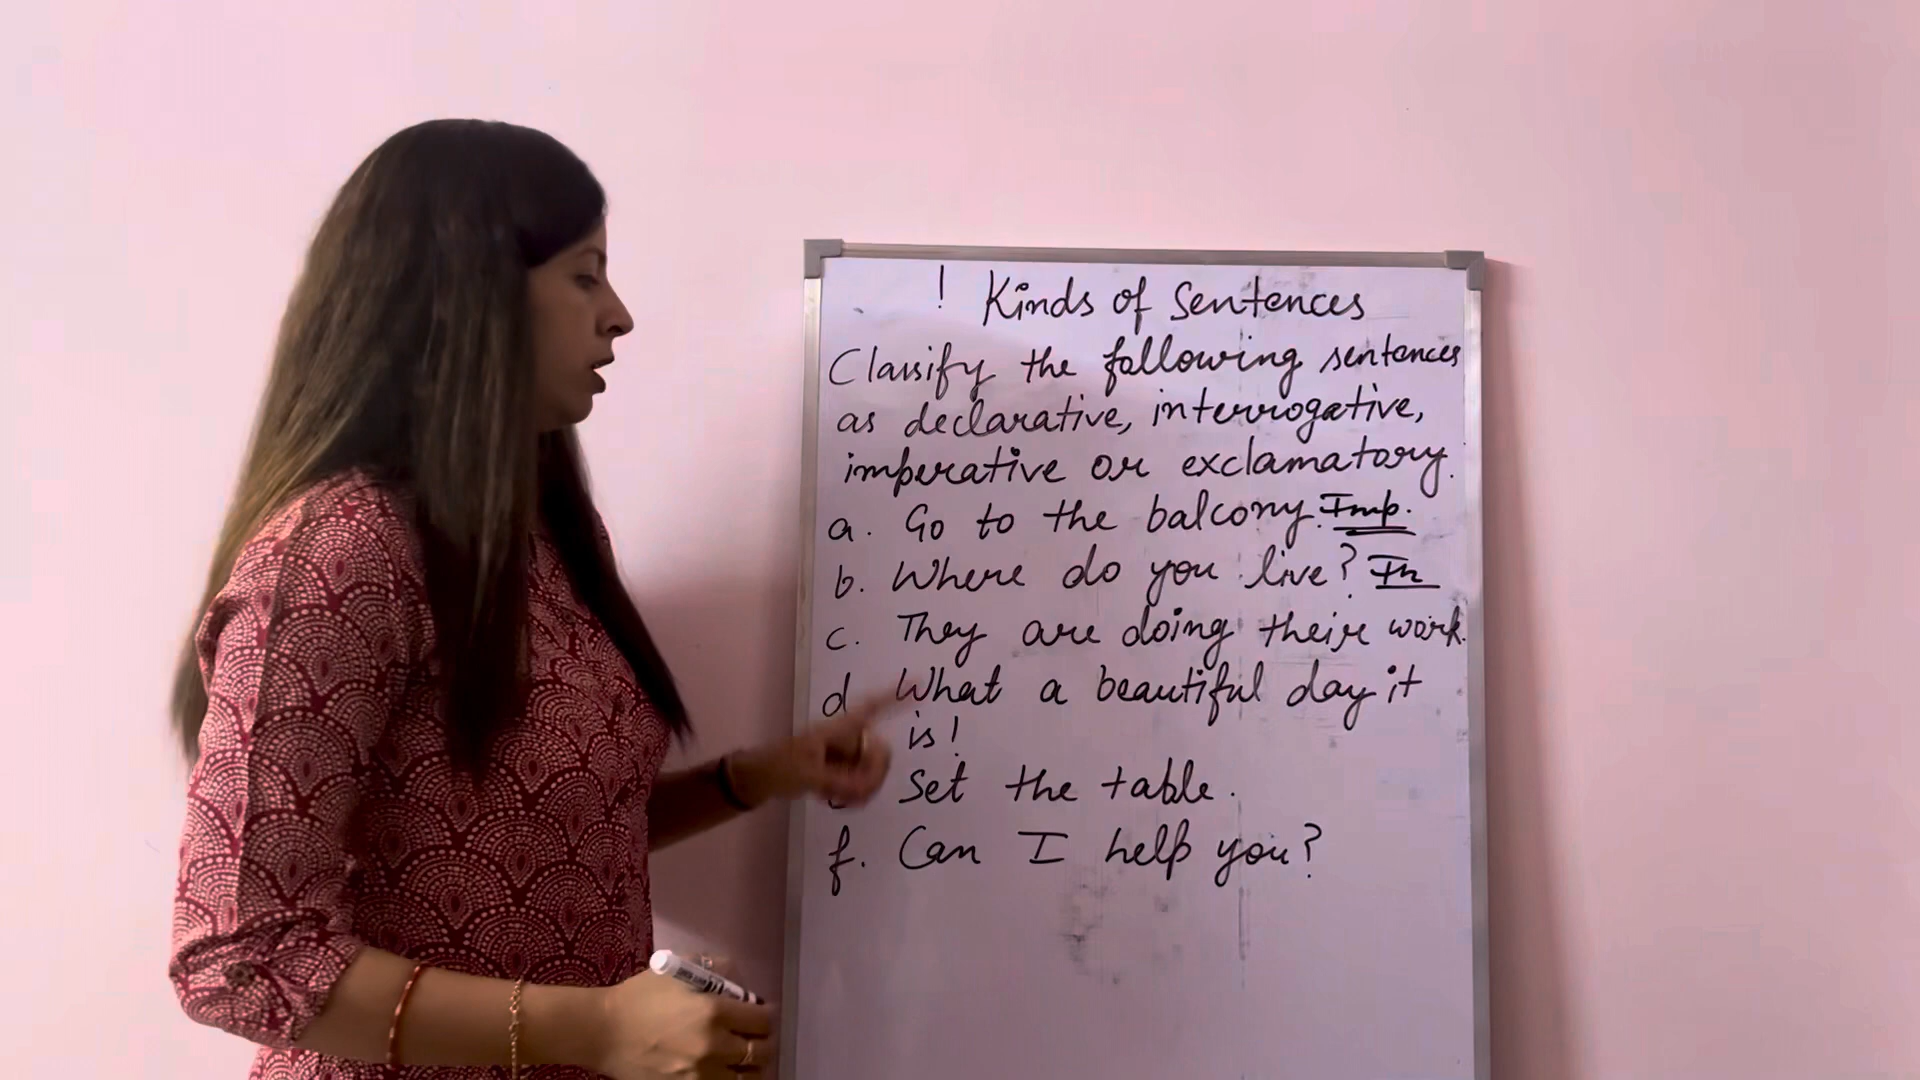 ! Kinds of Sentences
Classify the following sentences
as declarative, interrogative,
imperative or exclamatory.
a. Go to the balcony. Imp.
b. Where do you live? In
c. They are doing their work.
d What a beautiful day it
is!
Set the table.
f. Can I help you?